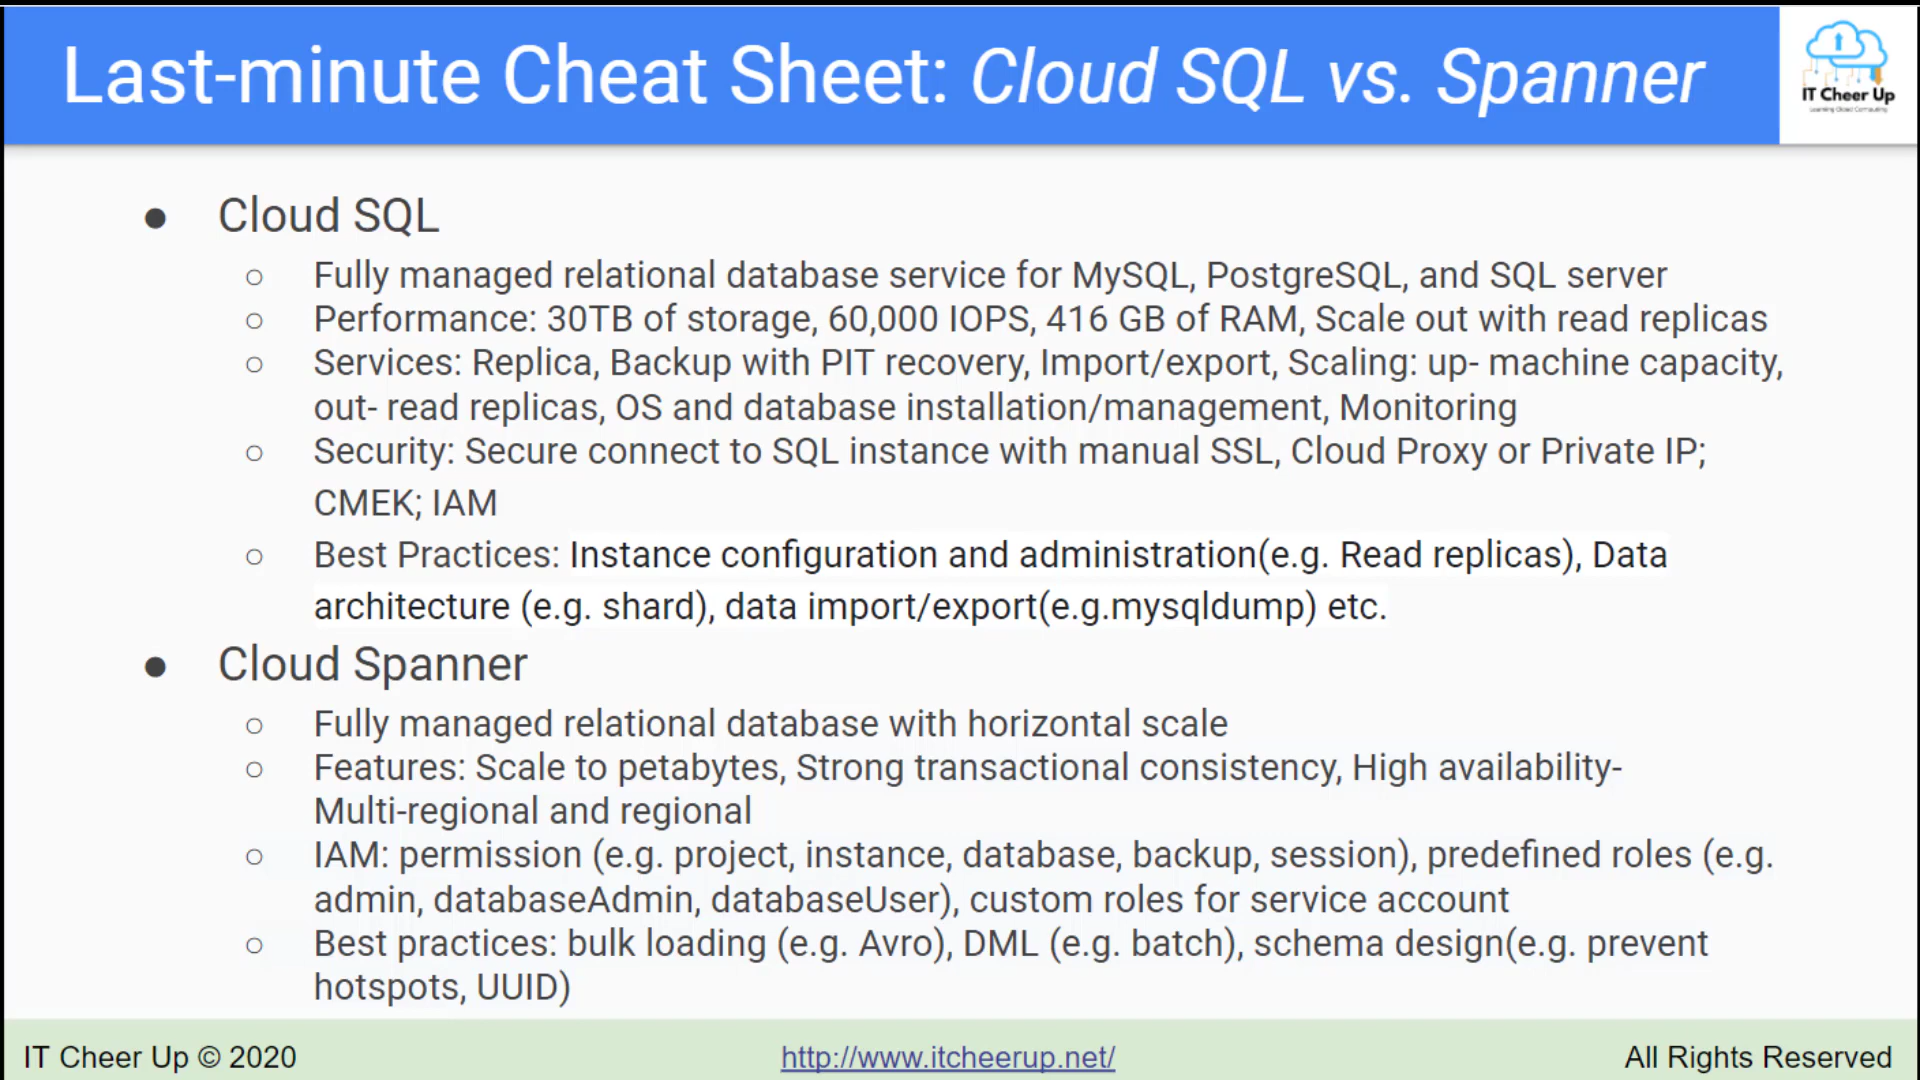 Last-minute Cheat Sheet: Cloud SQL vs. Spanner
IT Cheer Up
Learning Cloud Computing
● Cloud SQL
○ Fully managed relational database service for MySQL, PostgreSQL, and SQL server
○ Performance: 30TB of storage, 60,000 IOPS, 416 GB of RAM, Scale out with read replicas
○ Services: Replica, Backup with PIT recovery, Import/export, Scaling: up- machine capacity,
out- read replicas, OS and database installation/management, Monitoring
○ Security: Secure connect to SQL instance with manual SSL, Cloud Proxy or Private IP;
CMEK; IAM
○ Best Practices: Instance configuration and administration(e.g. Read replicas), Data
architecture (e.g. shard), data import/export(e.g.mysqldump) etc.
● Cloud Spanner
○ Fully managed relational database with horizontal scale
○ Features: Scale to petabytes, Strong transactional consistency, High availability-
Multi-regional and regional
○ IAM: permission (e.g. project, instance, database, backup, session), predefined roles (e.g.
admin, databaseAdmin, databaseUser), custom roles for service account
○ Best practices: bulk loading (e.g. Avro), DML (e.g. batch), schema design(e.g. prevent
hotspots, UUID)
IT Cheer Up © 2020
http://www.itcheerup.net/
All Rights Reserved